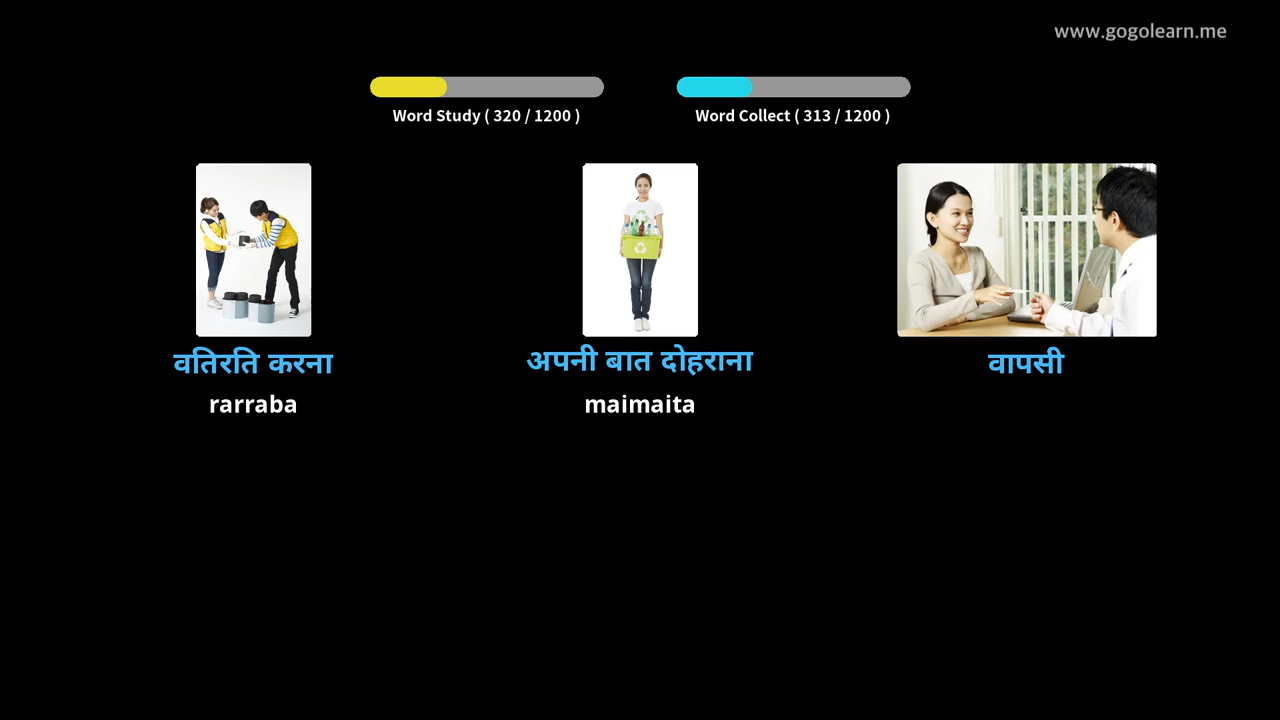 www.gogolearn.me
Word Study ( 320 / 1200 )
Word Collect ( 313 / 1200 )
वतिरति करना
अपनी बात दोहराना
वापसी
rarraba
maimaita